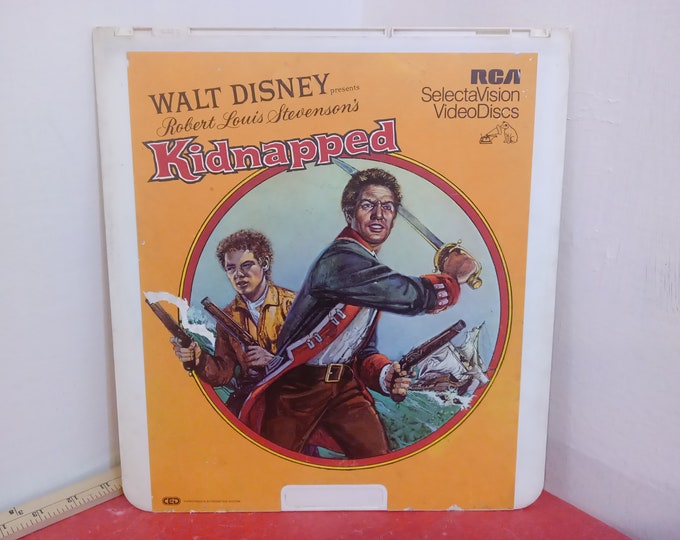 WALT DISNEY presents
Robert Louis Stevenson's
Kidnapped
RCA
SelectaVision
VideoDiscs
CED